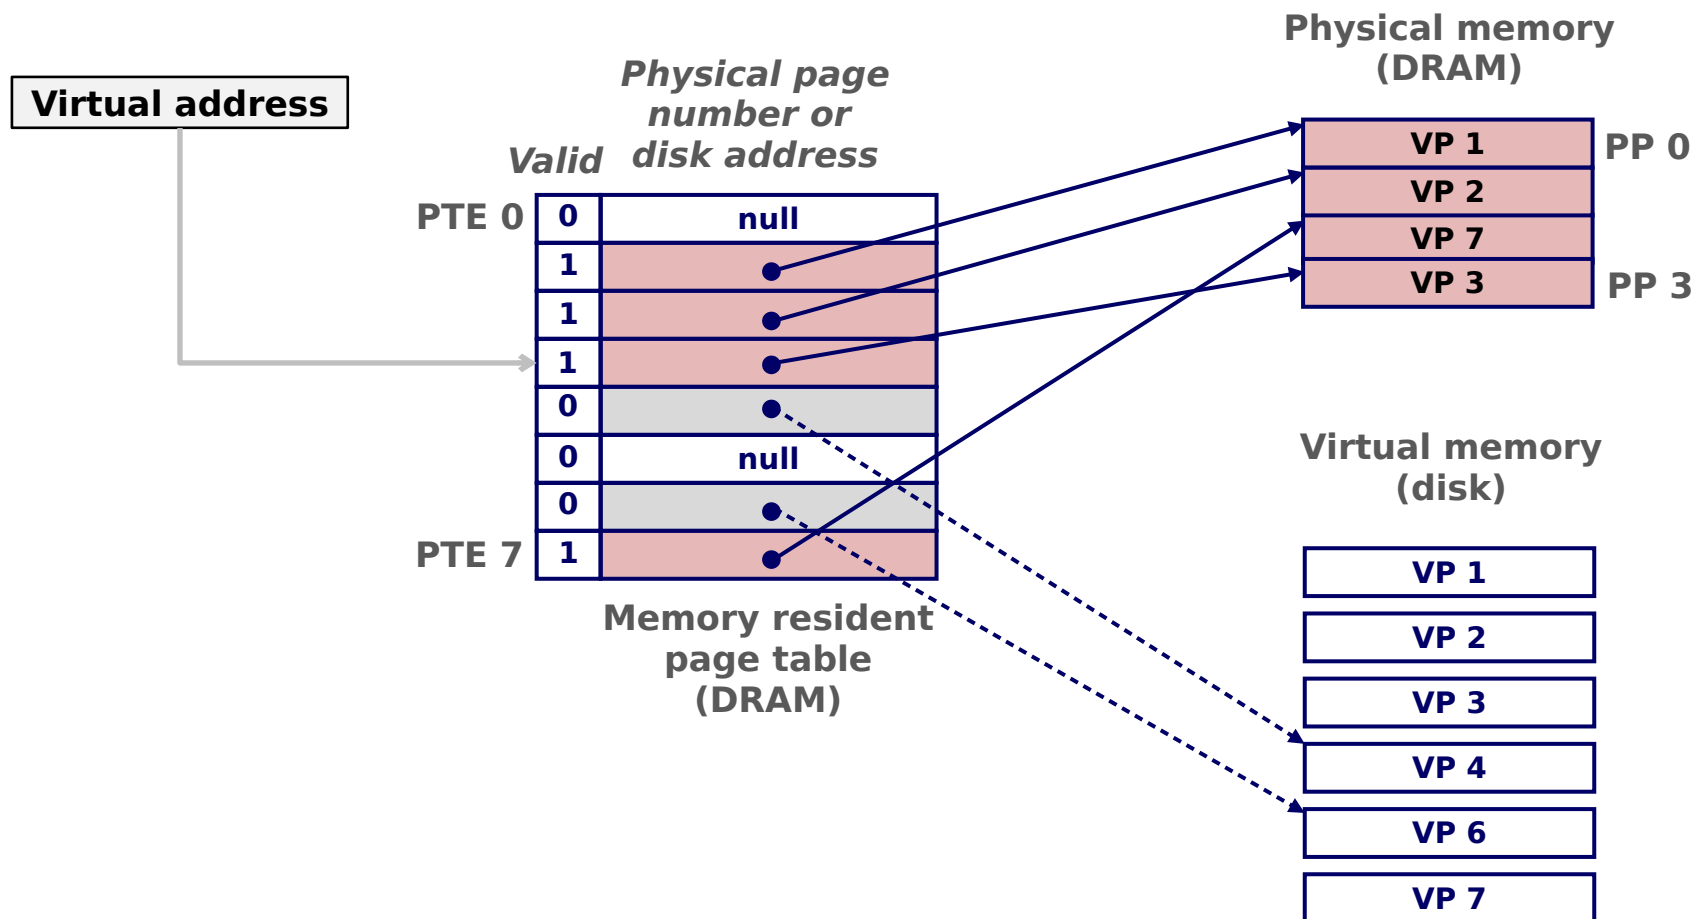 Virtual address
Physical page
number or
disk address
Valid
PTE 0
0
null
1
1
1
0
0
null
0
PTE 7
1
Memory resident
page table
(DRAM)
Physical memory
(DRAM)
VP 1
PP 0
VP 2
VP 7
VP 3
PP 3
Virtual memory
(disk)
VP 1
VP 2
VP 3
VP 4
VP 6
VP 7